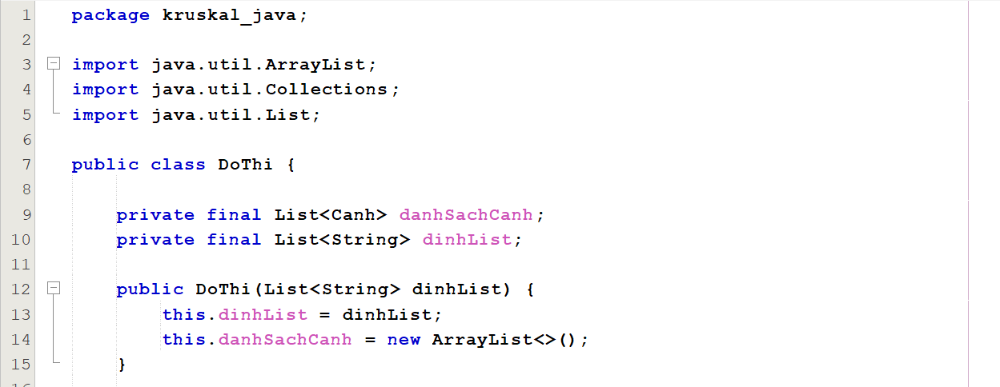 1 package kruskal_java;
2
3 import java.util.ArrayList;
4 import java.util.Collections;
5 import java.util.List;
6
7 public class DoThi {
8
9 private final List<Canh> danhSachCanh;
10 private final List<String> dinhList;
11
12 public DoThi(List<String> dinhList) {
13 this.dinhList = dinhList;
14 this.danhSachCanh = new ArrayList<>();
15 }